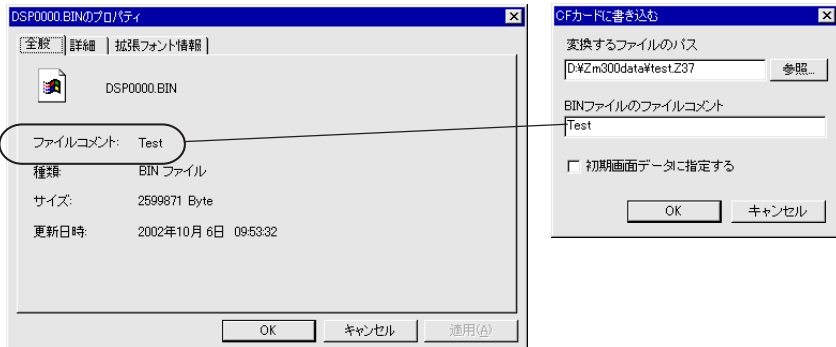 DSP0000.BINのプロパティ
全般 詳細 拡張フォント情報
DSP0000.BIN
ファイルコメント: Test
種類: BIN ファイル
サイズ: 2599871 Byte
更新日時: 2002年10月 6日 09:53:32
OK キャンセル 適用(A)
CFカードに書き込む
変換するファイルのパス
D:¥Zm300data¥test.Z37 参照...
BINファイルのファイルコメント
Test
初期画面データに指定する
OK キャンセル